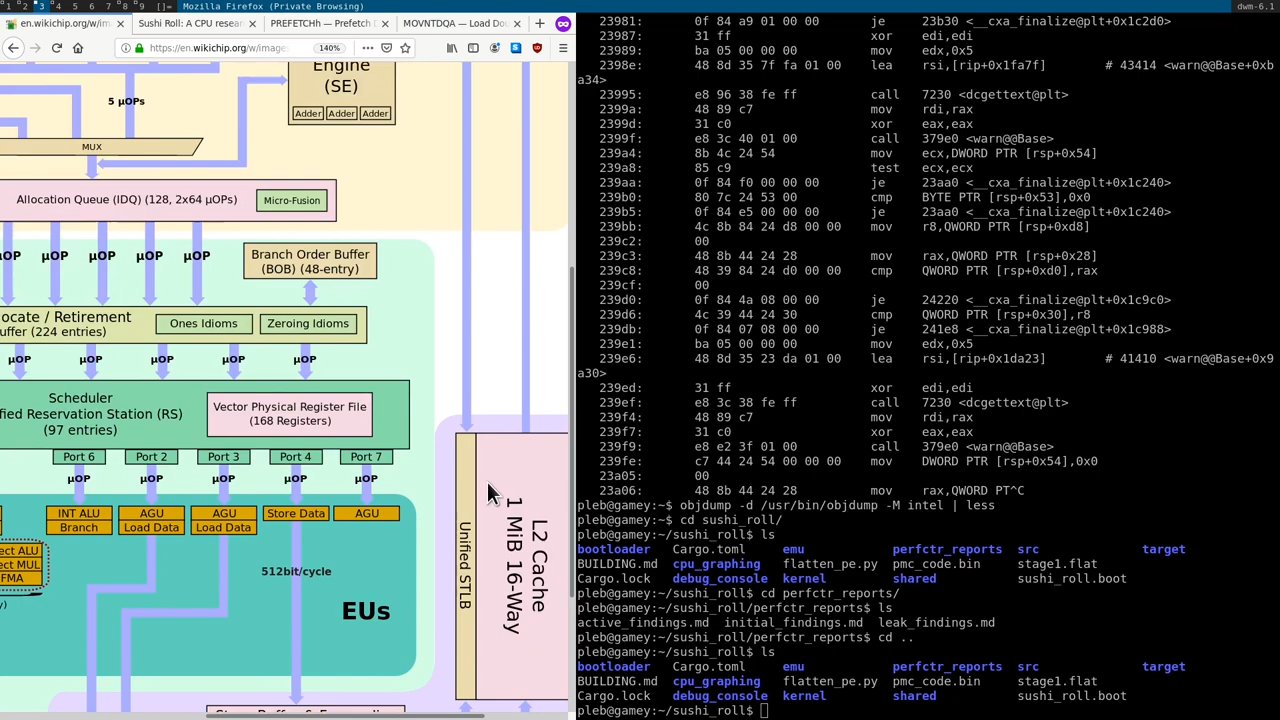 1 2 3 4 5 6 7 8 9 []= Mozilla Firefox (Private Browsing) dwm-6.1
en.wikichip.org/w/ima
Sushi Roll: A CPU resear
PREFETCHh — Prefetch D
MOVNTDQA — Load Dou
https://en.wikichip.org/w/image
140%
Engine
(SE)
Adder Adder Adder
5 µOPs
MUX
Allocation Queue (IDQ) (128, 2x64 µOPs)
Micro-Fusion
µOP µOP µOP µOP µOP
Branch Order Buffer
(BOB) (48-entry)
ocate / Retirement
uffer (224 entries)
Ones Idioms
Zeroing Idioms
µOP µOP µOP µOP µOP
Scheduler
fied Reservation Station (RS)
(97 entries)
Vector Physical Register File
(168 Registers)
Port 6 Port 2 Port 3 Port 4 Port 7
µOP µOP µOP µOP µOP
INT ALU AGU AGU Store Data AGU
Branch Load Data Load Data
ect ALU
ect MUL
FMA
512bit/cycle
EUs
Unified STLB
L2 Cache
1 MiB 16-Way
23981: 0f 84 a9 01 00 00 je 23b30 <__cxa_finalize@plt+0x1c2d0>
23987: 31 ff xor edi,edi
23989: ba 05 00 00 00 mov edx,0x5
2398e: 48 8d 35 7f fa 01 00 lea rsi,[rip+0x1fa7f] # 43414 <warn@@Base+0xb
a34>
23995: e8 96 38 fe ff call 7230 <dcgettext@plt>
2399a: 48 89 c7 mov rdi,rax
2399d: 31 c0 xor eax,eax
2399f: e8 3c 40 01 00 call 379e0 <warn@@Base>
239a4: 8b 4c 24 54 mov ecx,DWORD PTR [rsp+0x54]
239a8: 85 c9 test ecx,ecx
239aa: 0f 84 f0 00 00 00 je 23aa0 <__cxa_finalize@plt+0x1c240>
239b0: 80 7c 24 53 00 cmp BYTE PTR [rsp+0x53],0x0
239b5: 0f 84 e5 00 00 00 je 23aa0 <__cxa_finalize@plt+0x1c240>
239bb: 4c 8b 84 24 d8 00 00 mov r8,QWORD PTR [rsp+0xd8]
239c2: 00
239c3: 48 8b 44 24 28 mov rax,QWORD PTR [rsp+0x28]
239c8: 48 39 84 24 d0 00 00 cmp QWORD PTR [rsp+0xd0],rax
239cf: 00
239d0: 0f 84 4a 08 00 00 je 24220 <__cxa_finalize@plt+0x1c9c0>
239d6: 4c 39 44 24 30 cmp QWORD PTR [rsp+0x30],r8
239db: 0f 84 07 08 00 00 je 241e8 <__cxa_finalize@plt+0x1c988>
239e1: ba 05 00 00 00 mov edx,0x5
239e6: 48 8d 35 23 da 01 00 lea rsi,[rip+0x1da23] # 41410 <warn@@Base+0x9
a30>
239ed: 31 ff xor edi,edi
239ef: e8 3c 38 fe ff call 7230 <dcgettext@plt>
239f4: 48 89 c7 mov rdi,rax
239f7: 31 c0 xor eax,eax
239f9: e8 e2 3f 01 00 call 379e0 <warn@@Base>
239fe: c7 44 24 54 00 00 00 mov DWORD PTR [rsp+0x54],0x0
23a05: 00
23a06: 48 8b 44 24 28 mov rax,QWORD PT^C
pleb@gamey:~$ objdump -d /usr/bin/objdump -M intel | less
pleb@gamey:~$ cd sushi_roll/
pleb@gamey:~/sushi_roll$ ls
bootloader Cargo.toml emu perfctr_reports src target
BUILDING.md cpu_graphing flatten_pe.py pmc_code.bin stage1.flat
Cargo.lock debug_console kernel shared sushi_roll.boot
pleb@gamey:~/sushi_roll$ cd perfctr_reports/
pleb@gamey:~/sushi_roll/perfctr_reports$ ls
active_findings.md initial_findings.md leak_findings.md
pleb@gamey:~/sushi_roll/perfctr_reports$ cd ..
pleb@gamey:~/sushi_roll$ ls
bootloader Cargo.toml emu perfctr_reports src target
BUILDING.md cpu_graphing flatten_pe.py pmc_code.bin stage1.flat
Cargo.lock debug_console kernel shared sushi_roll.boot
pleb@gamey:~/sushi_roll$